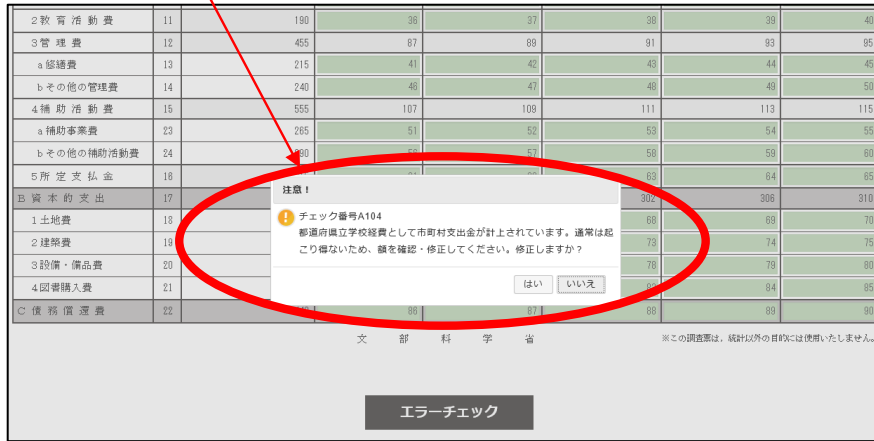 2教 育 活 動 費 11 190 36 37 38 39 40
3管 理 費 12 455 87 89 91 93 95
a修繕費 13 215 41 42 43 44 45
bその他の管理費 14 240 46 47 48 49 50
4補 助 活 動 費 15 555 107 109 111 113 115
a補助事業費 23 265 51 52 53 54 55
bその他の補助活動費 24 57 58 59 60
5所 定 支 払 金 16 63 64 65
B資 本 的 支 出 17 302 306 310
注意!
1土地費 18 68 69 70
チェック番号A104
都道府県立学校経費として市町村支出金が計上されています。通常は起
2建築費 19 73 74 75
こり得ないため、額を確認・修正してください。修正しますか?
3設備・備品費 20 78 79 80
4図書購入費 21 84 85
はい いいえ
C債 務 償 還 費 22 86 87 88 89 90
文 部 科 学 省 ※この調査票は、統計以外の目的には使用いたしません。
エラーチェック